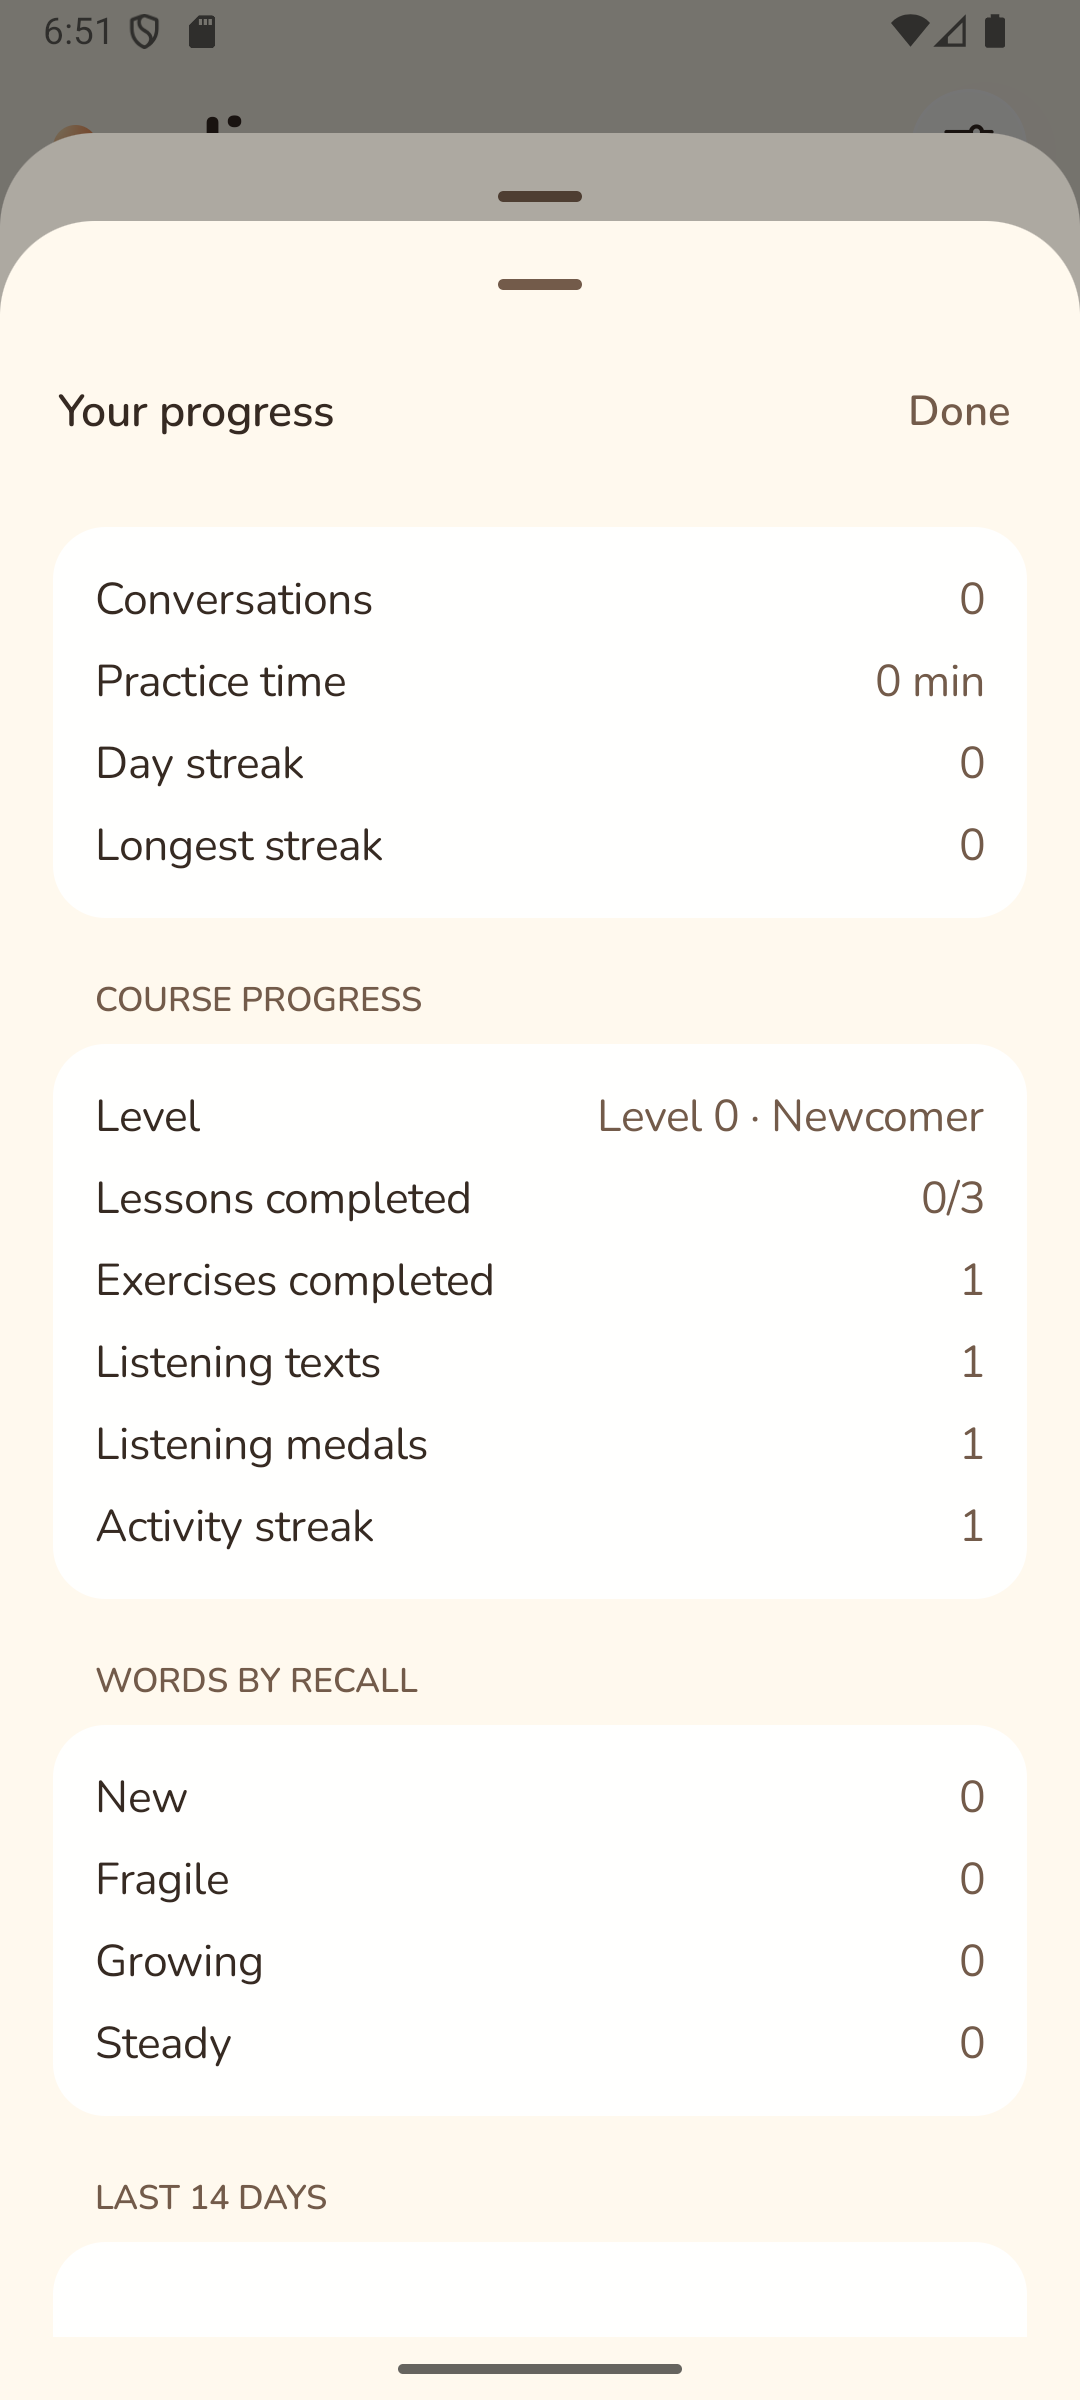 6:51
Your progress
Done
Conversations 0
Practice time 0 min
Day streak 0
Longest streak 0
COURSE PROGRESS
Level Level 0 · Newcomer
Lessons completed 0/3
Exercises completed 1
Listening texts 1
Listening medals 1
Activity streak 1
WORDS BY RECALL
New 0
Fragile 0
Growing 0
Steady 0
LAST 14 DAYS